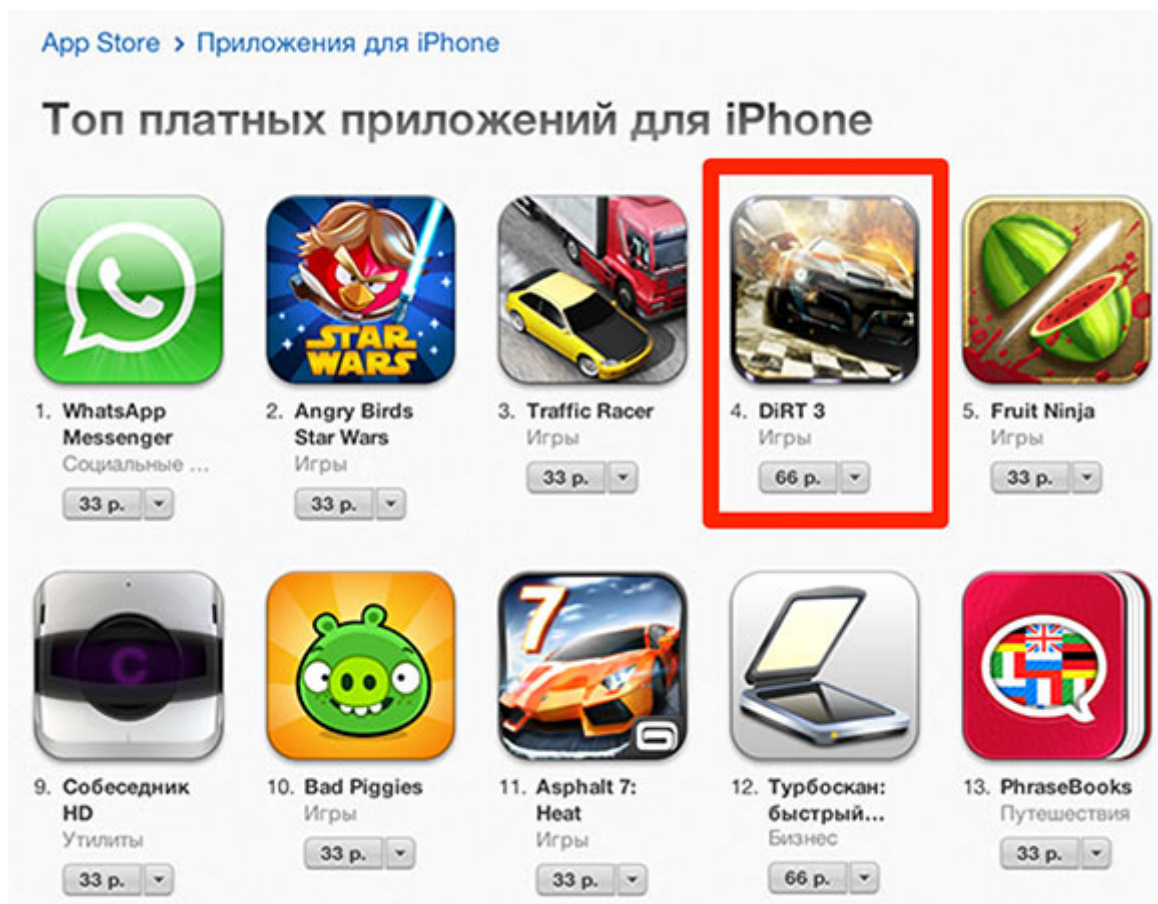 App Store > Приложения для iPhone
Топ платных приложений для iPhone
STAR
WARS
1. WhatsApp
Messenger
Социальные ...
33 р.
2. Angry Birds
Star Wars
Игры
33 р.
3. Traffic Racer
Игры
33 р.
4. DiRT 3
Игры
66 р.
5. Fruit Ninja
Игры
33 р.
C
7
9. Собеседник
HD
Утилиты
33 р.
10. Bad Piggies
Игры
33 р.
11. Asphalt 7:
Heat
Игры
33 р.
12. Турбоскан:
быстрый...
Бизнес
66 р.
13. PhraseBooks
Путешествия
33 р.